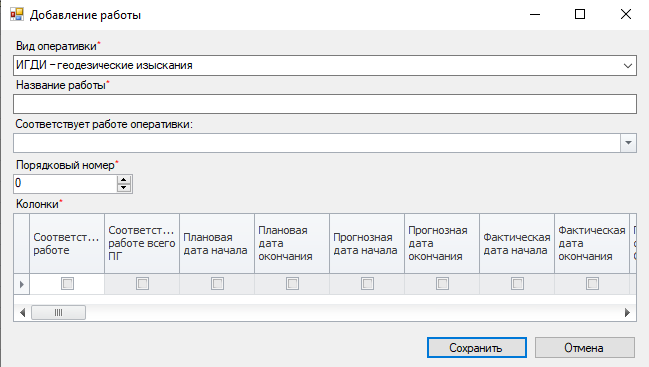 Добавление работы
Вид оперативки*
ИГДИ – геодезические изыскания
Название работы*
Соответствует работе оперативки:
Порядковый номер*
0
Колонки*
Соответст... работе
Соответст... работе всего ПГ
Плановая дата начала
Плановая дата окончания
Прогнозная дата начала
Прогнозная дата окончания
Фактическая дата начала
Фактическая дата окончания
Сохранить
Отмена